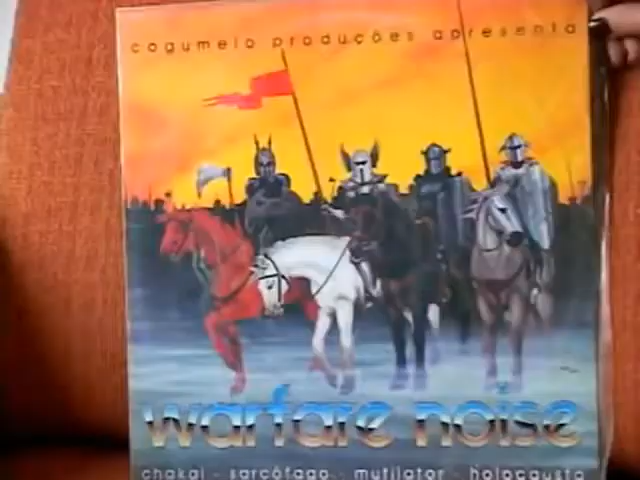 cogumelo produções apresenta
warfare noise
chakal - sarcófago - mutilator - holocausto